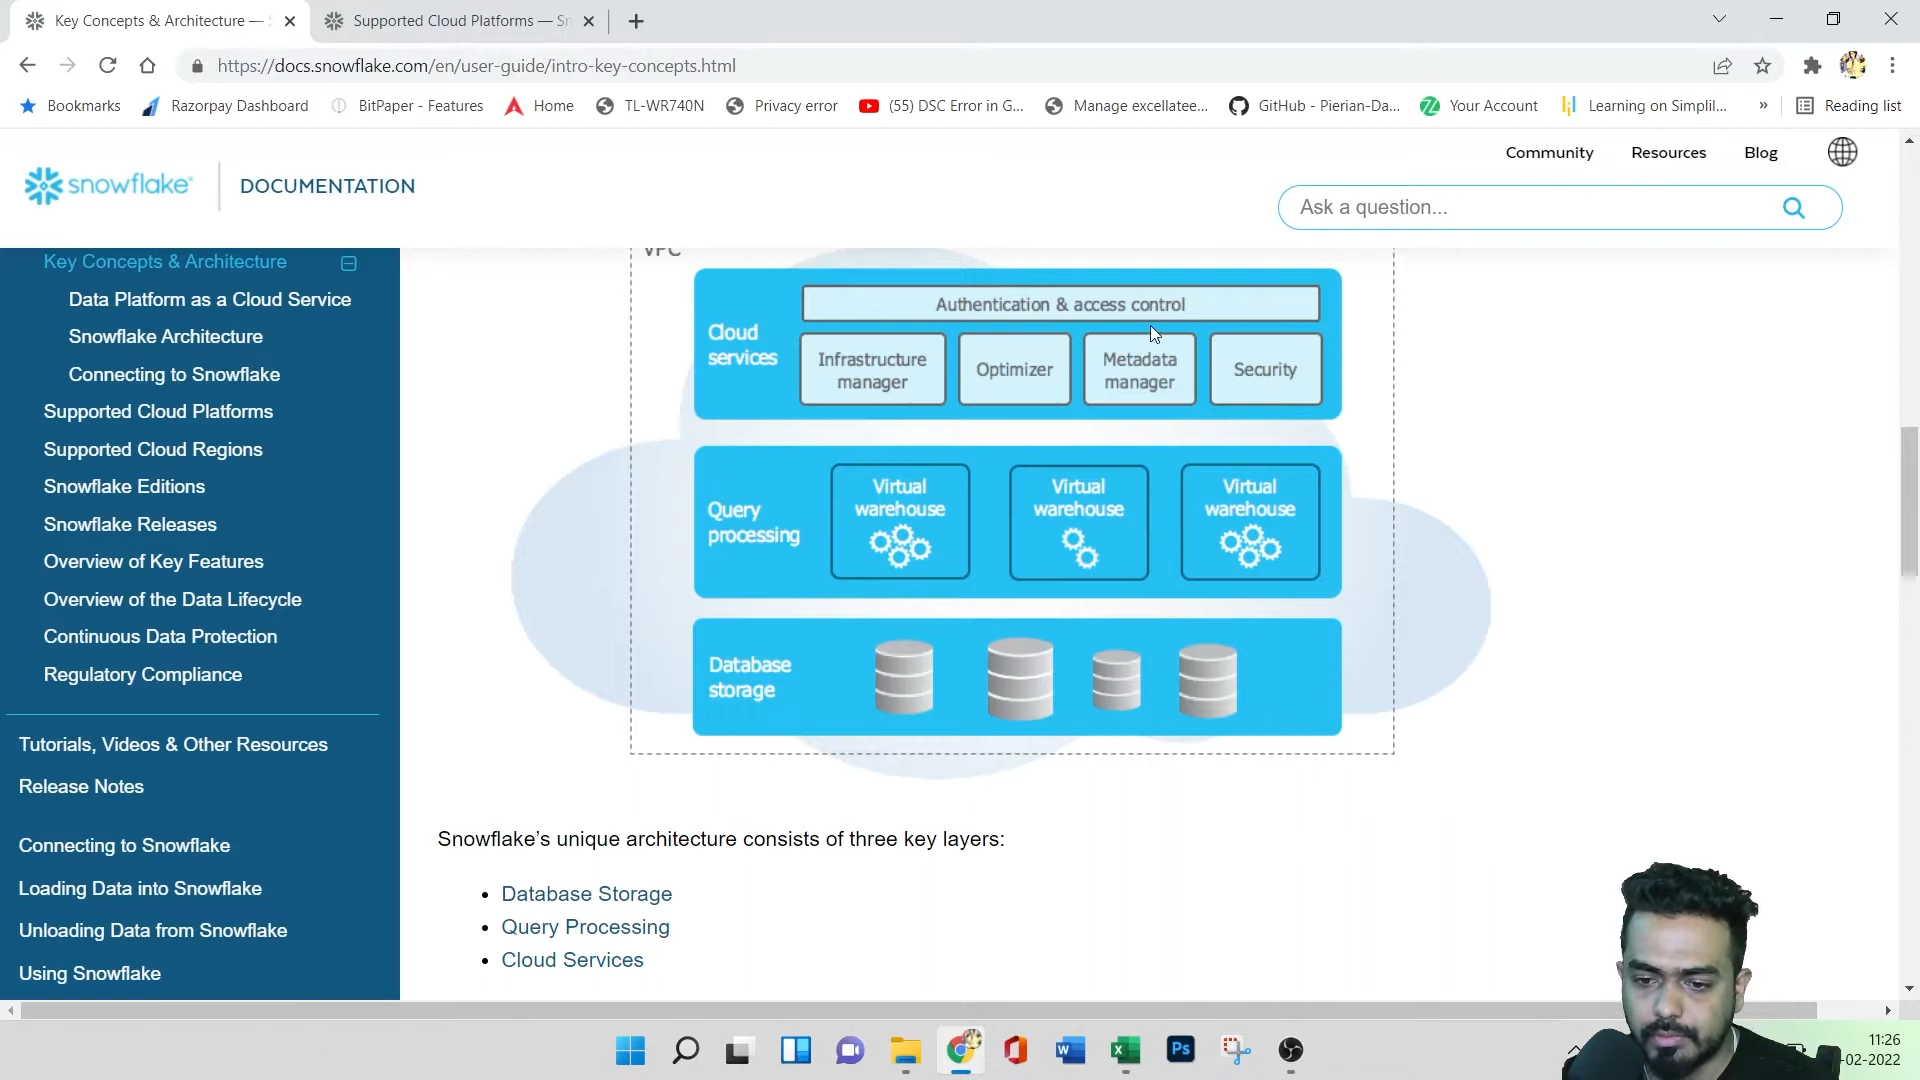 Key Concepts & Architecture —
Supported Cloud Platforms — Sn
https://docs.snowflake.com/en/user-guide/intro-key-concepts.html
Bookmarks
Razorpay Dashboard
BitPaper - Features
Home
TL-WR740N
Privacy error
(55) DSC Error in G...
Manage excellatee...
GitHub - Pierian-Da...
Your Account
Learning on Simplil...
»
Reading list
snowflake
DOCUMENTATION
Community
Resources
Blog
Ask a question...
Key Concepts & Architecture
Data Platform as a Cloud Service
Snowflake Architecture
Connecting to Snowflake
Supported Cloud Platforms
Supported Cloud Regions
Snowflake Editions
Snowflake Releases
Overview of Key Features
Overview of the Data Lifecycle
Continuous Data Protection
Regulatory Compliance
Tutorials, Videos & Other Resources
Release Notes
Connecting to Snowflake
Loading Data into Snowflake
Unloading Data from Snowflake
Using Snowflake
VPC
Cloud
services
Authentication & access control
Infrastructure
manager
Optimizer
Metadata
manager
Security
Query
processing
Virtual
warehouse
Virtual
warehouse
Virtual
warehouse
Database
storage
Snowflake's unique architecture consists of three key layers:
• Database Storage
• Query Processing
• Cloud Services
W
X
Ps
11:26
-02-2022